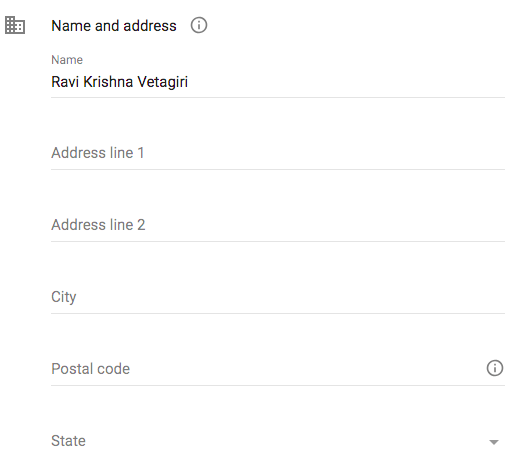 Name and address
Name
Ravi Krishna Vetagiri
Address line 1
Address line 2
City
Postal code
State